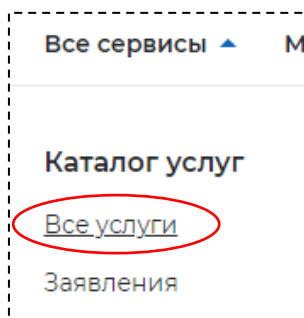 Все сервисы М
Каталог услуг
Все услуги
Заявления